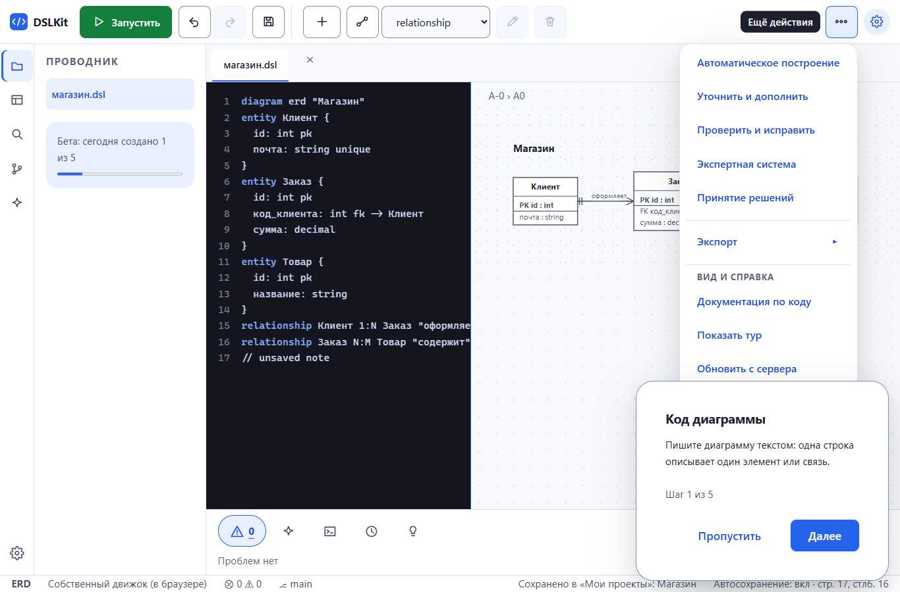 DSLKit
Запустить
relationship
Ещё действия
ПРОВОДНИК
магазин.dsl
Бета: сегодня создано 1
из 5
магазин.dsl
1 diagram erd "Магазин"
2 entity Клиент {
3 id: int pk
4 почта: string unique
5 }
6 entity Заказ {
7 id: int pk
8 код_клиента: int fk –> Клиент
9 сумма: decimal
10 }
11 entity Товар {
12 id: int pk
13 название: string
14 }
15 relationship Клиент 1:N Заказ "оформляе
16 relationship Заказ N:M Товар "содержит"
17 // unsaved note
A-0 › A0
Магазин
Клиент
PK id : int
почта : string
оформляет
Зак
PK id : int
FK код_клие
сумма : deci
Автоматическое построение
Уточнить и дополнить
Проверить и исправить
Экспертная система
Принятие решений
Экспорт
ВИД И СПРАВКА
Документация по коду
Показать тур
Обновить с сервера
Код диаграммы
Пишите диаграмму текстом: одна строка
описывает один элемент или связь.
Шаг 1 из 5
Пропустить
Далее
0
Проблем нет
ERD
Собственный движок (в браузере)
0 0
main
Сохранено в «Мои проекты»: Магазин
Автосохранение: вкл · стр. 17, стлб. 16